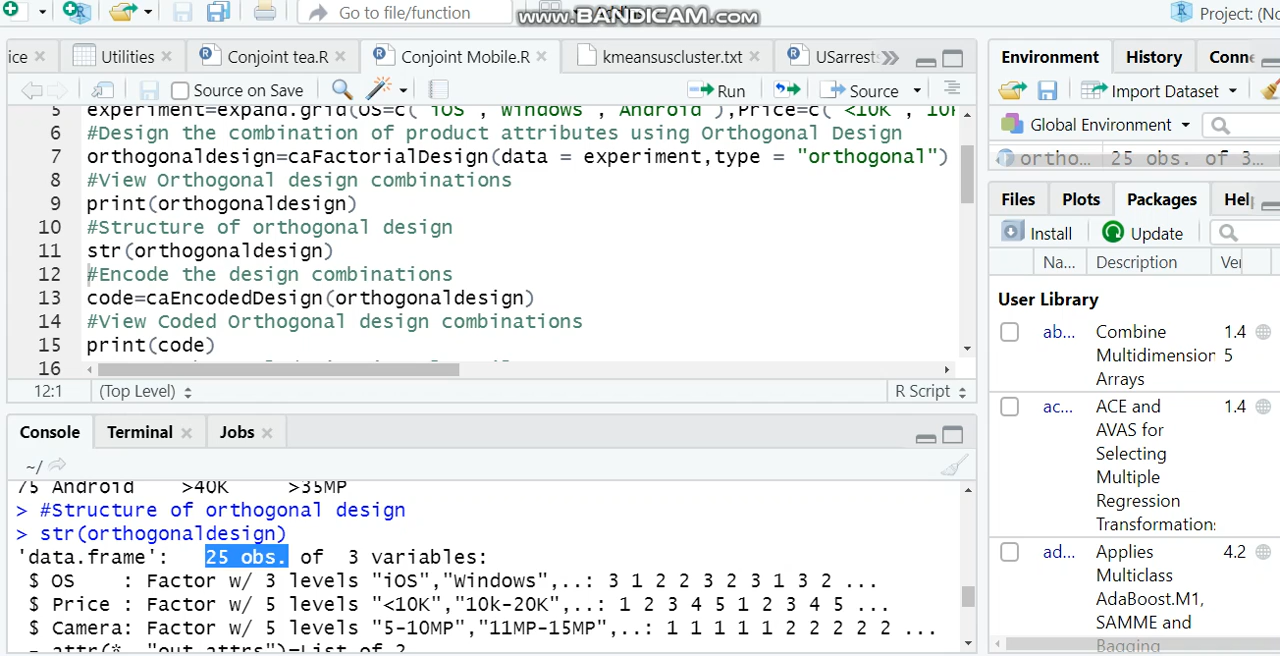 Go to file/function
www.BANDICAM.com
Project: (No
ice
Utilities
Conjoint tea.R
Conjoint Mobile.R
kmeansuscluster.txt
USarrest
Source on Save
Run
Source
5 experiment=expand.grid(OS=c( "iOS", "Windows", "Android"),Price=c( "<10K", "10k
6 #Design the combination of product attributes using Orthogonal Design
7 orthogonaldesign=caFactorialDesign(data = experiment,type = "orthogonal")
8 #View Orthogonal design combinations
9 print(orthogonaldesign)
10 #Structure of orthogonal design
11 str(orthogonaldesign)
12 #Encode the design combinations
13 code=caEncodedDesign(orthogonaldesign)
14 #View Coded Orthogonal design combinations
15 print(code)
16
12:1 (Top Level) R Script
Console Terminal Jobs
~/
75 Android >40K >35MP
> #Structure of orthogonal design
> str(orthogonaldesign)
'data.frame': 25 obs. of 3 variables:
$ OS : Factor w/ 3 levels "iOS","Windows",..: 3 1 2 2 3 2 3 1 3 2 ...
$ Price : Factor w/ 5 levels "<10K","10k-20K",..: 1 2 3 4 5 1 2 3 4 5 ...
$ Camera: Factor w/ 5 levels "5-10MP","11MP-15MP",..: 1 1 1 1 1 2 2 2 2 2 ...
- attr(*, "out.attrs")=List of 2
Environment History Conne
Import Dataset
Global Environment
ortho... 25 obs. of 3...
Files Plots Packages Help
Install Update
Na... Description Ver
User Library
ab... Combine 1.4
Multidimension 5
Arrays
ac... ACE and 1.4
AVAS for
Selecting
Multiple
Regression
Transformation:
ad... Applies 4.2
Multiclass
AdaBoost.M1,
SAMME and
Bagging